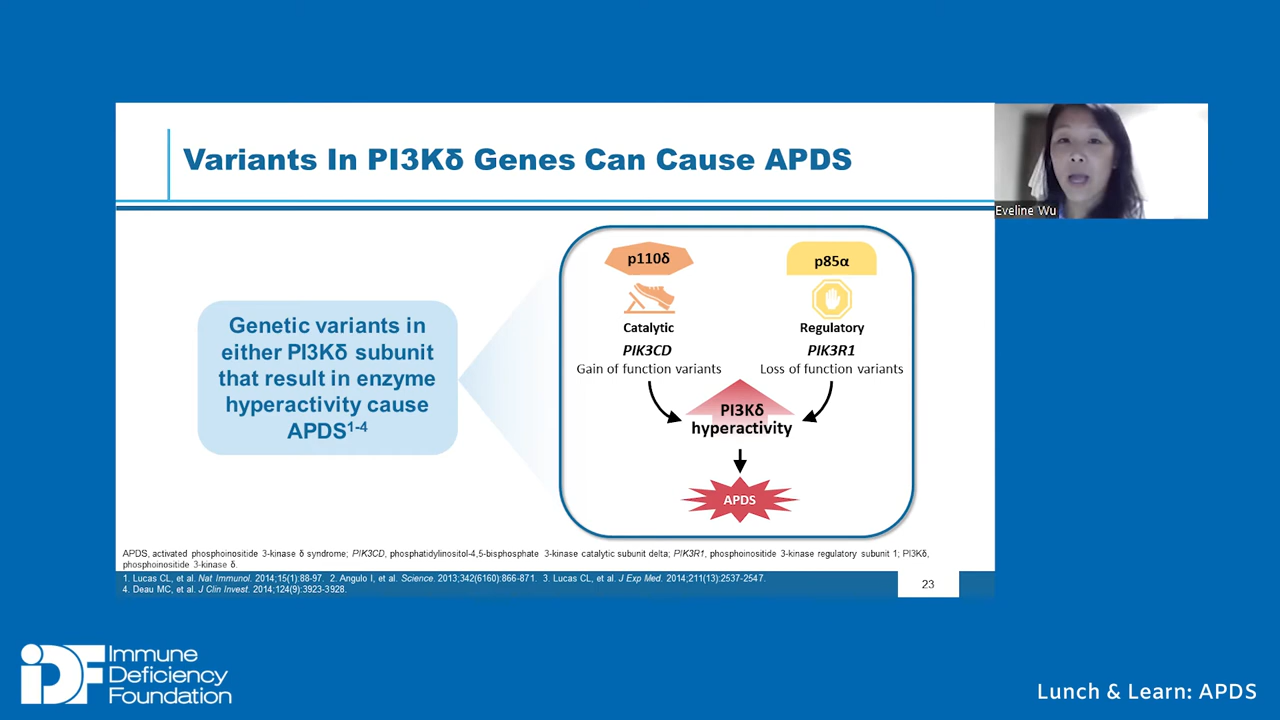 Variants In PI3Kδ Genes Can Cause APDS
Eveline Wu
Genetic variants in
either PI3Kδ subunit
that result in enzyme
hyperactivity cause
APDS1-4
p110δ
Catalytic
PIK3CD
Gain of function variants
p85α
Regulatory
PIK3R1
Loss of function variants
PI3Kδ
hyperactivity
APDS
APDS, activated phosphoinositide 3-kinase δ syndrome; PIK3CD, phosphatidylinositol-4,5-bisphosphate 3-kinase catalytic subunit delta; PIK3R1, phosphoinositide 3-kinase regulatory subunit 1; PI3Kδ,
phosphoinositide 3-kinase δ.
1. Lucas CL, et al. Nat Immunol. 2014;15(1):88-97. 2. Angulo I, et al. Science. 2013;342(6160):866-871. 3. Lucas CL, et al. J Exp Med. 2014;211(13):2537-2547.
4. Deau MC, et al. J Clin Invest. 2014;124(9):3923-3928.
23
IDF
Immune
Deficiency
Foundation
Lunch & Learn: APDS